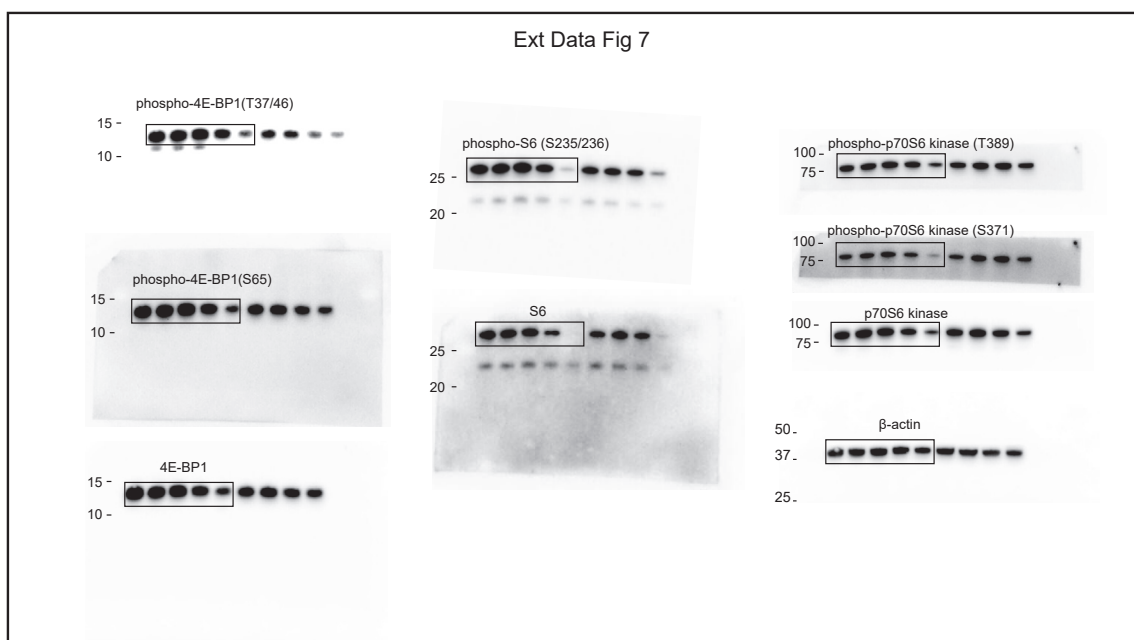 Ext Data Fig 7
phospho-4E-BP1(T37/46)
15 -
10 -
phospho-4E-BP1(S65)
15 -
10 -
4E-BP1
15 -
10 -
phospho-S6 (S235/236)
25 -
20 -
S6
25 -
20 -
phospho-p70S6 kinase (T389)
100 -
75 -
phospho-p70S6 kinase (S371)
100 -
75 -
p70S6 kinase
100 -
75 -
β-actin
50 -
37 -
25 -